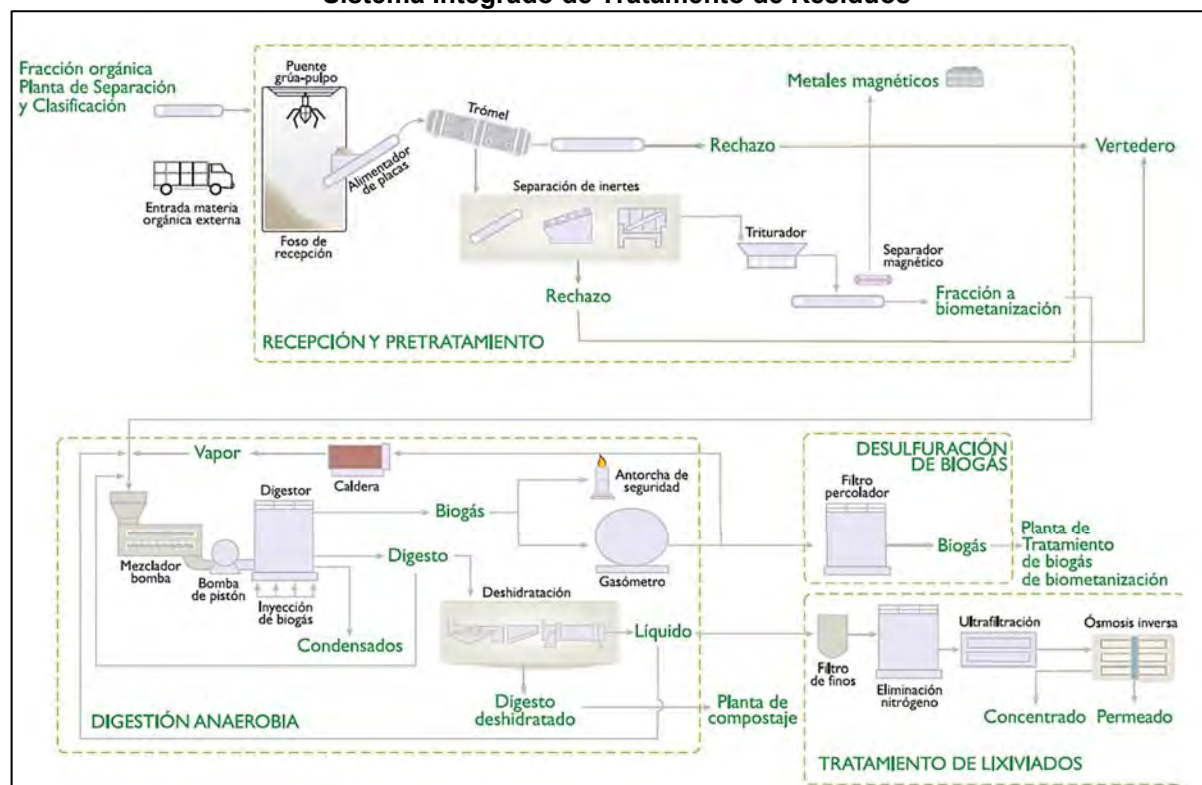 Sistema Integrado de Tratamiento de Residuos
Fracción orgánica
Planta de Separación
y Clasificación
Entrada materia
orgánica externa
Puente
grúa-pulpo
Foso de
recepción
Alimentador
de placas
Trómel
Rechazo
Vertedero
Metales magnéticos
Separación de inertes
Rechazo
Triturador
Separador
magnético
Fracción a
biometanización
RECEPCIÓN Y PRETRATAMIENTO
Vapor
Caldera
Antorcha de
seguridad
Digestor
Biogás
Gasómetro
Mezclador
bomba
Bomba
de pistón
Inyección
de biogás
Digesto
Condensados
Deshidratación
Líquido
Digesto
deshidratado
Planta de
compostaje
DIGESTIÓN ANAEROBIA
DESULFURACIÓN
DE BIOGÁS
Filtro
percolador
Biogás
Planta de
Tratamiento
de biogás
de biometanización
Filtro
de finos
Eliminación
nitrógeno
Ultrafiltración
Ósmosis inversa
Concentrado
Permeado
TRATAMIENTO DE LIXIVIADOS